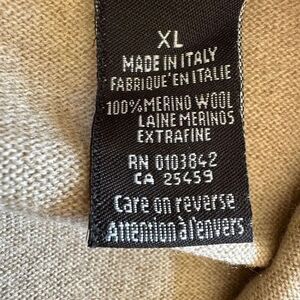 XL
MADE IN ITALY
FABRIQUE' EN ITALIE
100% MERINO WOOL
LAINE MERINOS
EXTRAFINE
RN 0103842
CA 25459
Care on reverse
Attention à l'envers